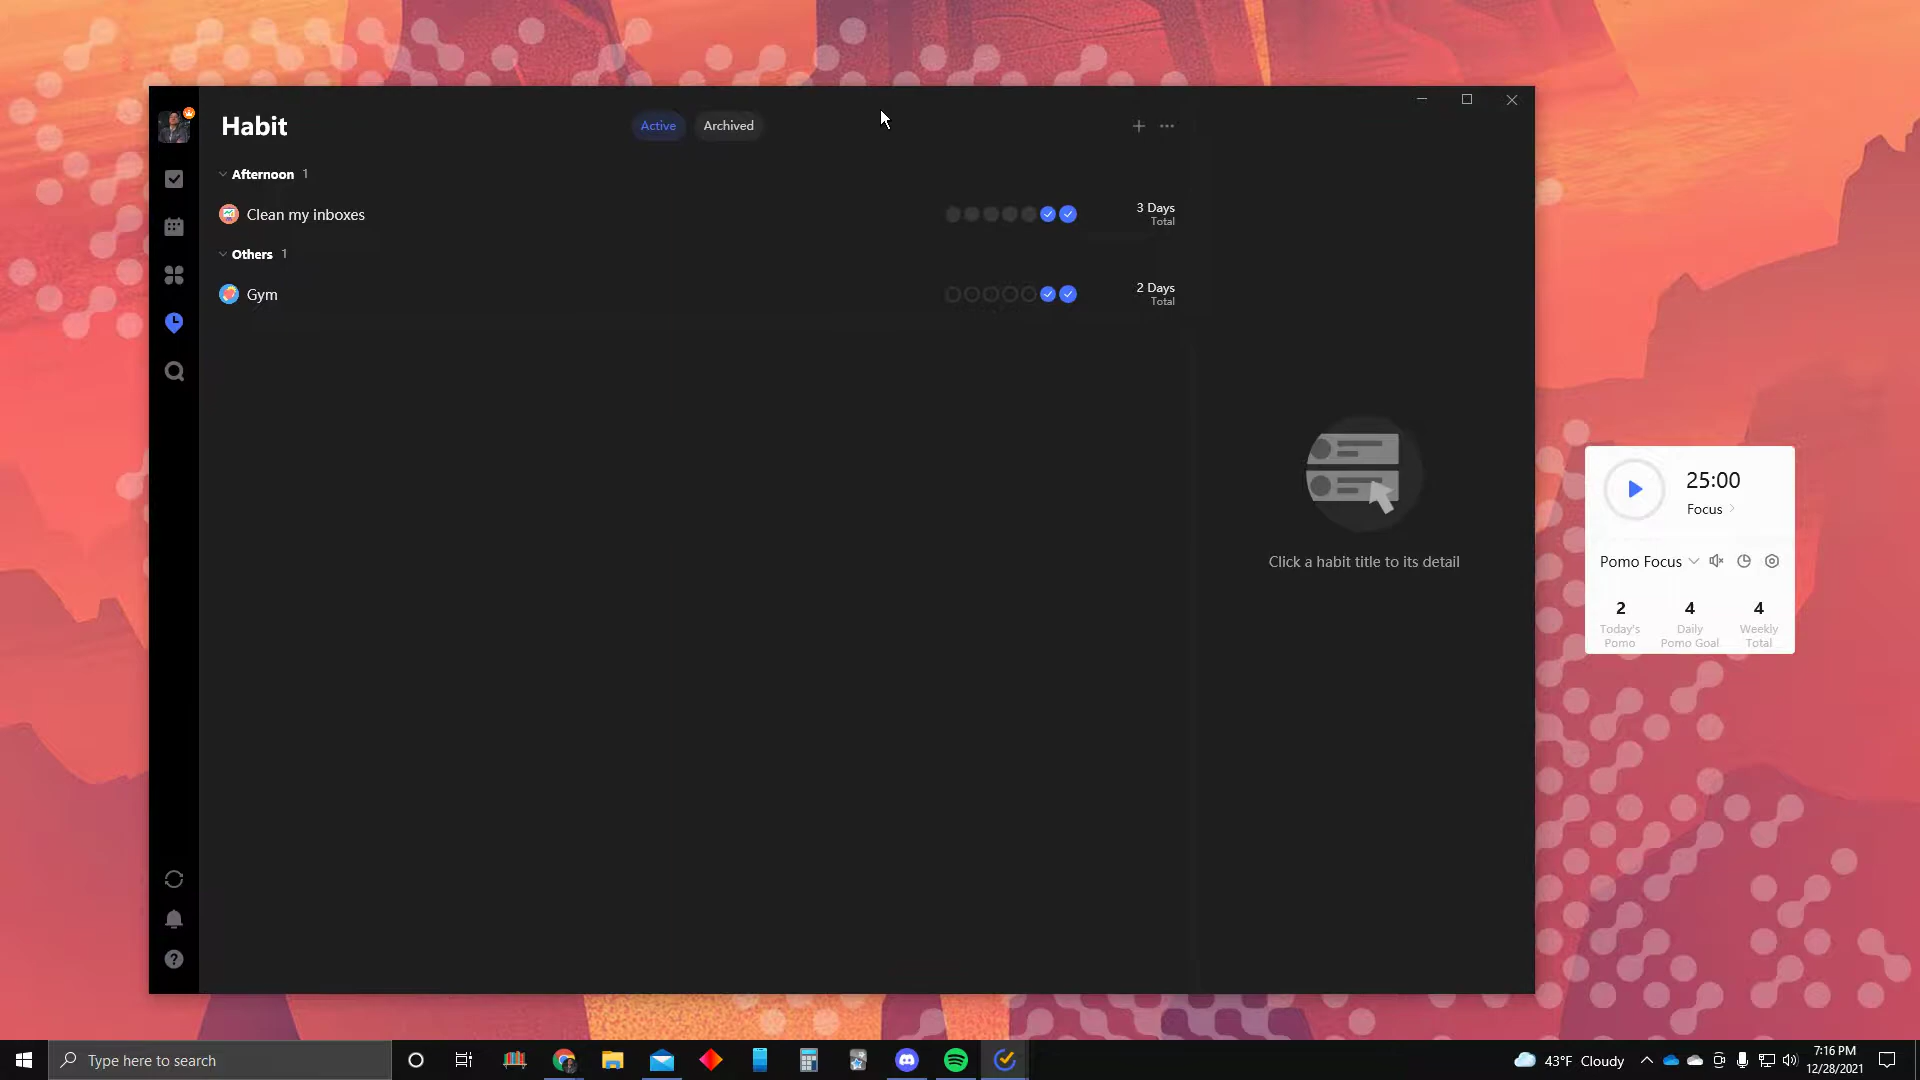 Habit
Active
Archived
Afternoon 1
Clean my inboxes
3 Days
Total
Others 1
Gym
2 Days
Total
Click a habit title to its detail
25:00
Focus
Pomo Focus
2 4 4
Today's Daily Weekly
Pomo Pomo Goal Total
Type here to search
43°F Cloudy
7:16 PM
12/28/2021